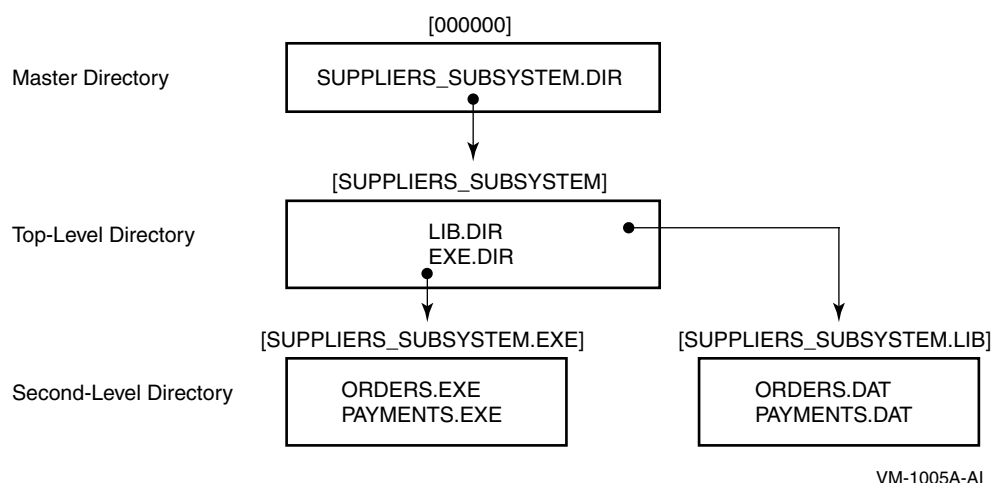 [000000]
Master Directory
SUPPLIERS_SUBSYSTEM.DIR
[SUPPLIERS_SUBSYSTEM]
Top-Level Directory
LIB.DIR
EXE.DIR
[SUPPLIERS_SUBSYSTEM.EXE]
[SUPPLIERS_SUBSYSTEM.LIB]
Second-Level Directory
ORDERS.EXE
PAYMENTS.EXE
ORDERS.DAT
PAYMENTS.DAT
VM-1005A-AI